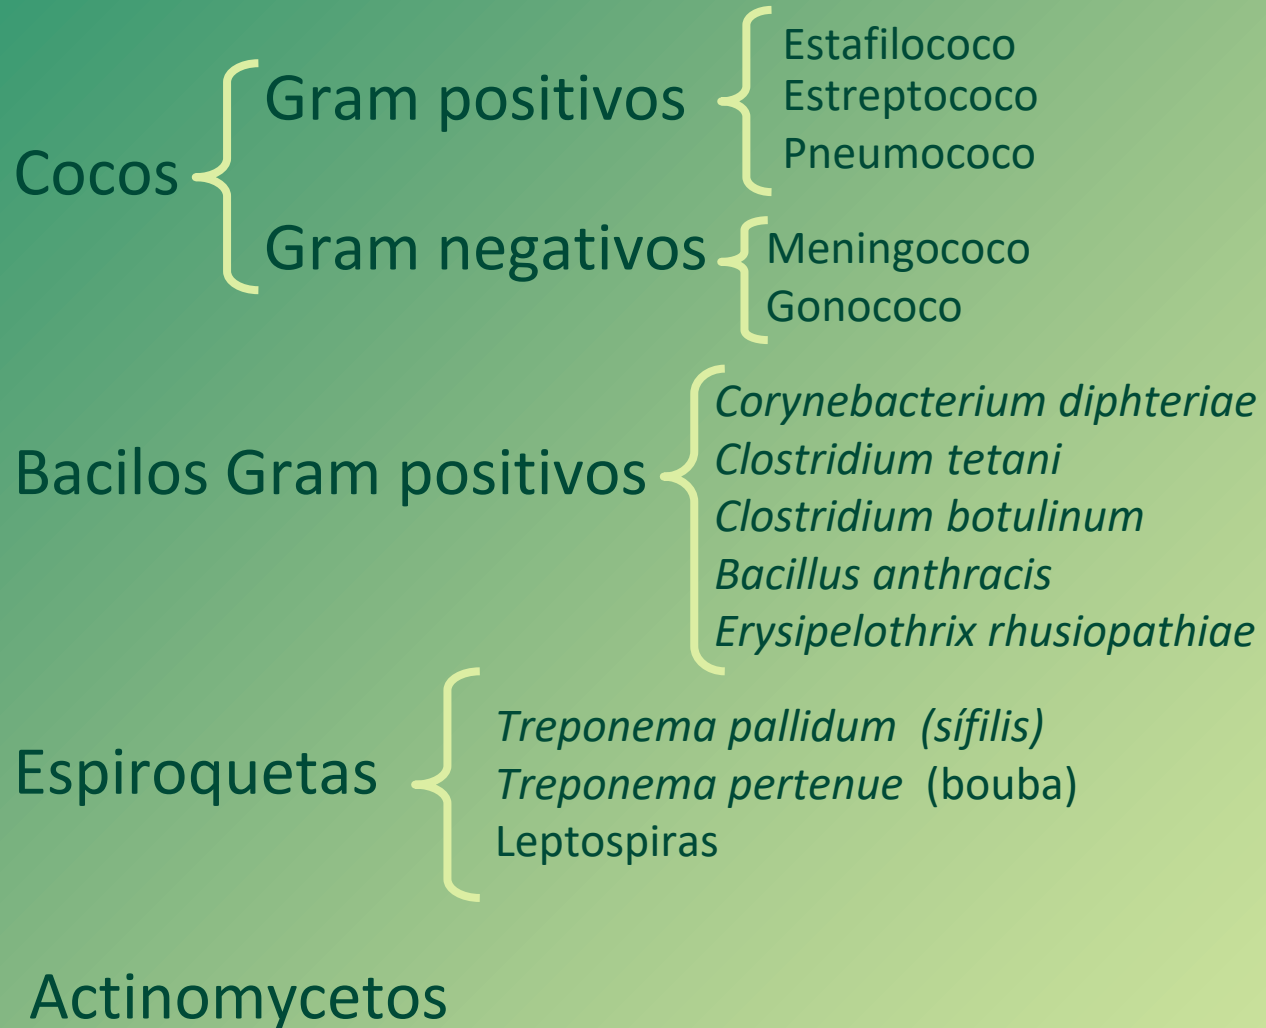 Cocos
Gram positivos
Estafilococo
Estreptococo
Pneumococo
Gram negativos
Meningococo
Gonococo
Bacilos Gram positivos
Corynebacterium diphteriae
Clostridium tetani
Clostridium botulinum
Bacillus anthracis
Erysipelothrix rhusiopathiae
Espiroquetas
Treponema pallidum (sífilis)
Treponema pertenue (bouba)
Leptospiras
Actinomycetos